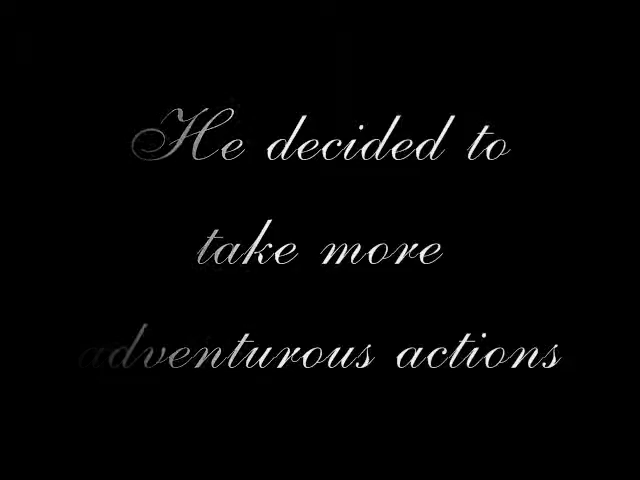 He decided to
take more
adventurous actions